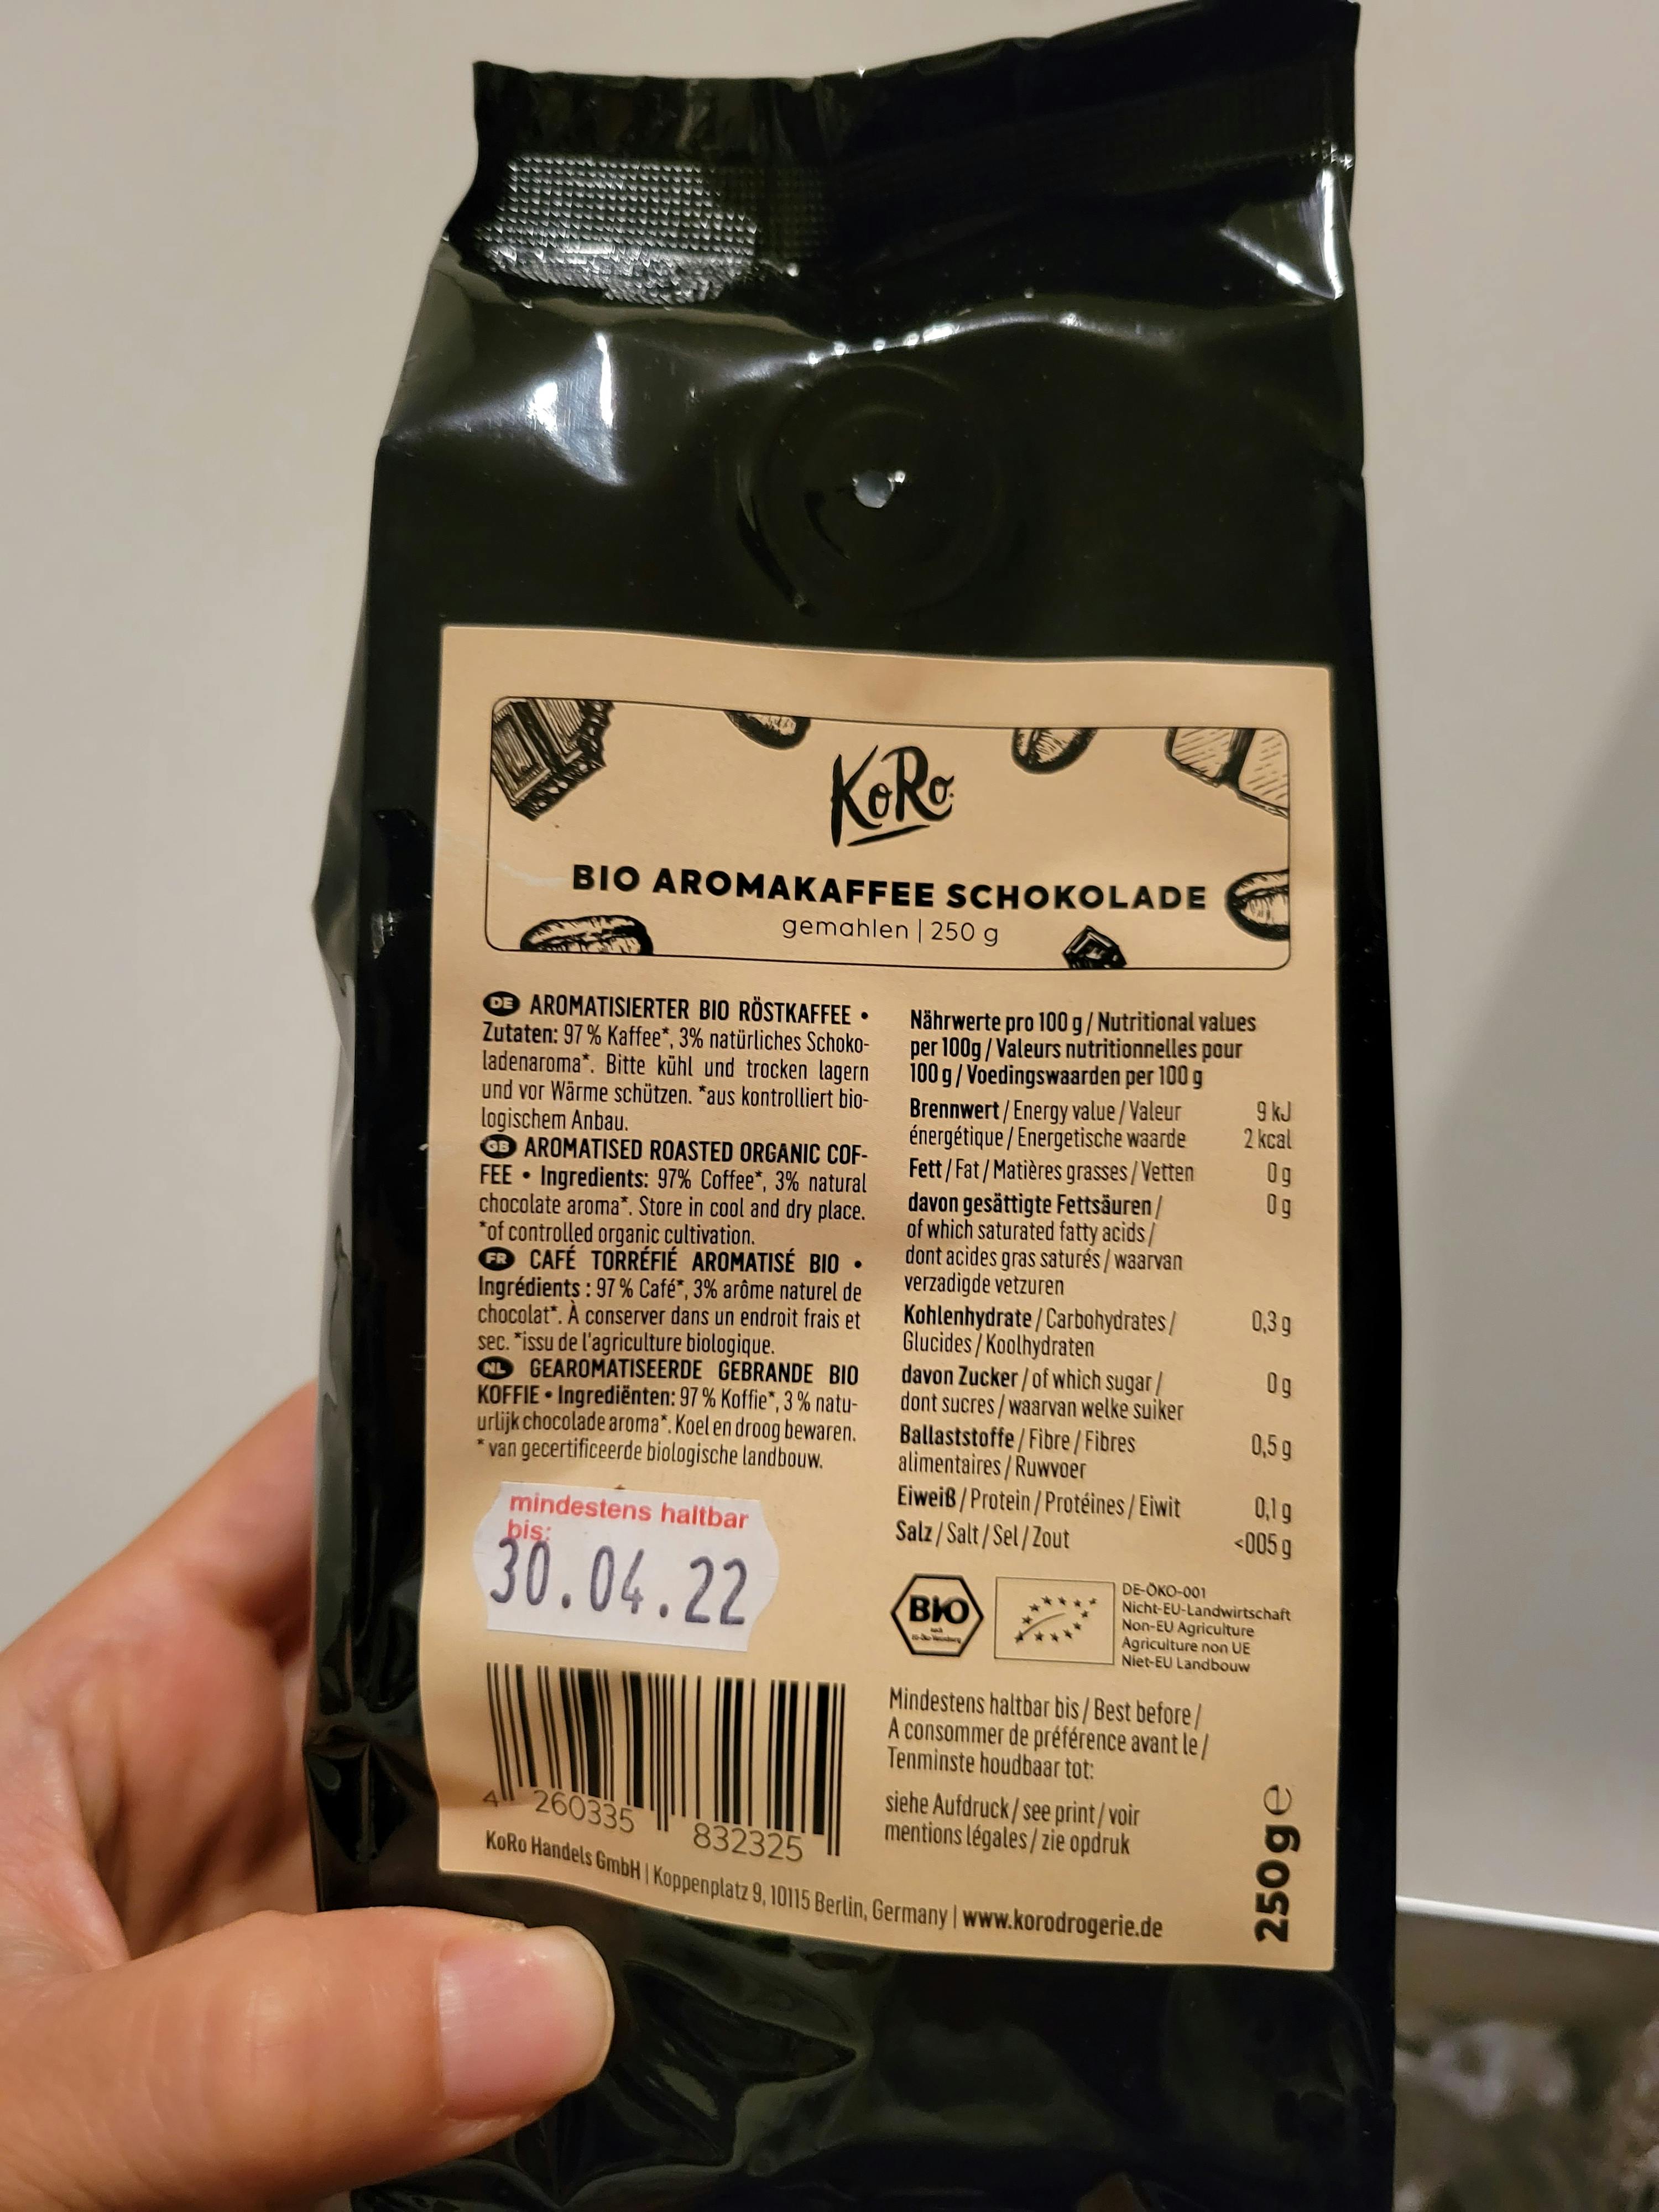 KoRo
BIO AROMAKAFFEE SCHOKOLADE
gemahlen | 250 g
DE AROMATISIERTER BIO RÖSTKAFFEE •
Zutaten: 97 % Kaffee*, 3% natürliches Schoko-
ladenaroma*. Bitte kühl und trocken lagern
und vor Wärme schützen. *aus kontrolliert bio-
logischem Anbau.
GB AROMATISED ROASTED ORGANIC COF-
FEE • Ingredients: 97% Coffee*, 3% natural
chocolate aroma*. Store in cool and dry place.
*of controlled organic cultivation.
FR CAFÉ TORRÉFIÉ AROMATISÉ BIO •
Ingrédients : 97 % Café*, 3% arôme naturel de
chocolat*. À conserver dans un endroit frais et
sec. *issu de l'agriculture biologique.
NL GEAROMATISEERDE GEBRANDE BIO
KOFFIE • Ingrediënten: 97 % Koffie*, 3 % natu-
urlijk chocolade aroma*. Koel en droog bewaren.
* van gecertificeerde biologische landbouw.
mindestens haltbar
bis:
30.04.22
4 260335 832325
Nährwerte pro 100 g / Nutritional values
per 100g / Valeurs nutritionnelles pour
100 g / Voedingswaarden per 100 g
Brennwert / Energy value / Valeur 9 kJ
énergétique / Energetische waarde 2 kcal
Fett / Fat / Matières grasses / Vetten 0 g
davon gesättigte Fettsäuren / 0 g
of which saturated fatty acids /
dont acides gras saturés / waarvan
verzadigde vetzuren
Kohlenhydrate / Carbohydrates / 0,3 g
Glucides / Koolhydraten
davon Zucker / of which sugar / 0 g
dont sucres / waarvan welke suiker
Ballaststoffe / Fibre / Fibres 0,5 g
alimentaires / Ruwvoer
Eiweiß / Protein / Protéines / Eiwit 0,1 g
Salz / Salt / Sel / Zout <005 g
BIO
nach
DE-ÖKO-001
Nicht-EU-Landwirtschaft
Non-EU Agriculture
Agriculture non UE
Niet-EU Landbouw
Mindestens haltbar bis / Best before /
A consommer de préférence avant le /
Tenminste houdbaar tot:
siehe Aufdruck / see print / voir
mentions légales / zie opdruk
250g e
KoRo Handels GmbH | Koppenplatz 9, 10115 Berlin, Germany | www.korodrogerie.de